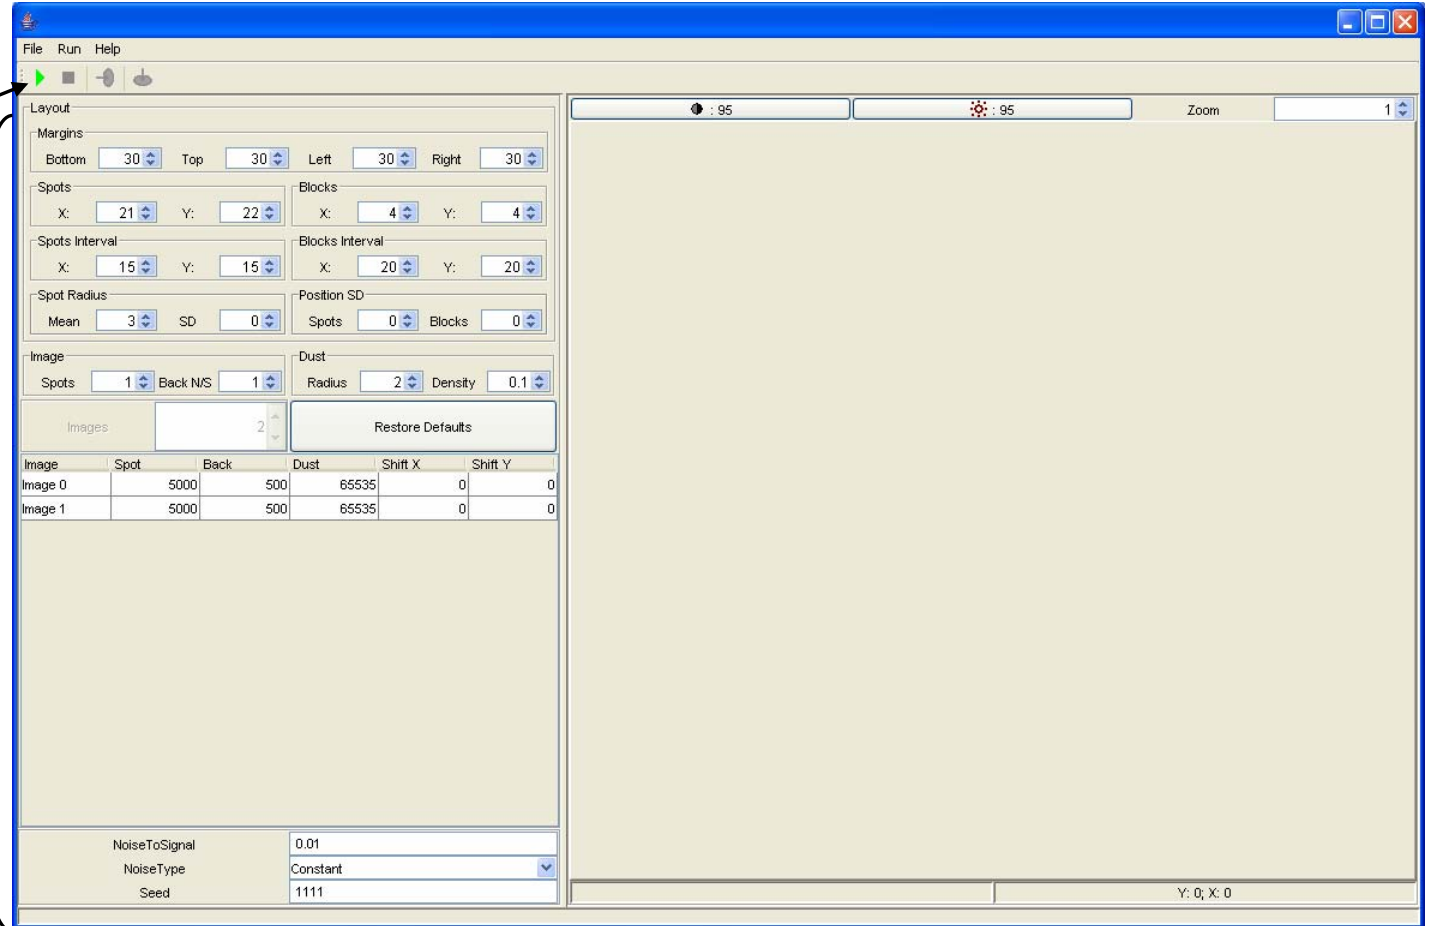 File Run Help
Layout
: 95 : 95 Zoom 1
Margins
Bottom 30 Top 30 Left 30 Right 30
Spots Blocks
X: 21 Y: 22 X: 4 Y: 4
Spots Interval Blocks Interval
X: 15 Y: 15 X: 20 Y: 20
Spot Radius Position SD
Mean 3 SD 0 Spots 0 Blocks 0
Image Dust
Spots 1 Back N/S 1 Radius 2 Density 0.1
Images 2 Restore Defaults
Image Spot Back Dust Shift X Shift Y
Image 0 5000 500 65535 0 0
Image 1 5000 500 65535 0 0
NoiseToSignal 0.01
NoiseType Constant
Seed 1111
Y: 0; X: 0